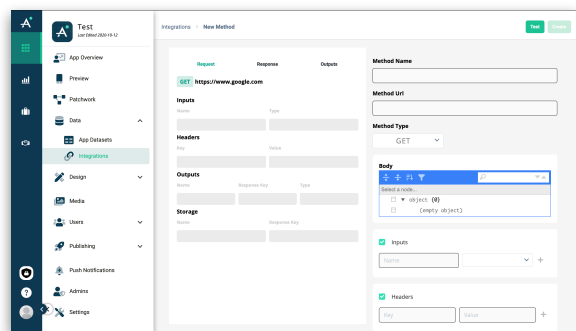 Test
Last Edited 2020-10-12
App Overview
Preview
Patchwork
Data
App Datasets
Integrations
Design
Media
Users
Publishing
Push Notifications
Admins
Settings
Integrations > New Method
Test
Create
Request Response Outputs
GET https://www.google.com
Inputs
Name Type
Headers
Key Value
Outputs
Name Response Key Type
Storage
Name Response Key
Method Name
Method Url
Method Type
GET
Body
Select a node...
object {0}
(empty object)
Inputs
Name
Headers
Key Value